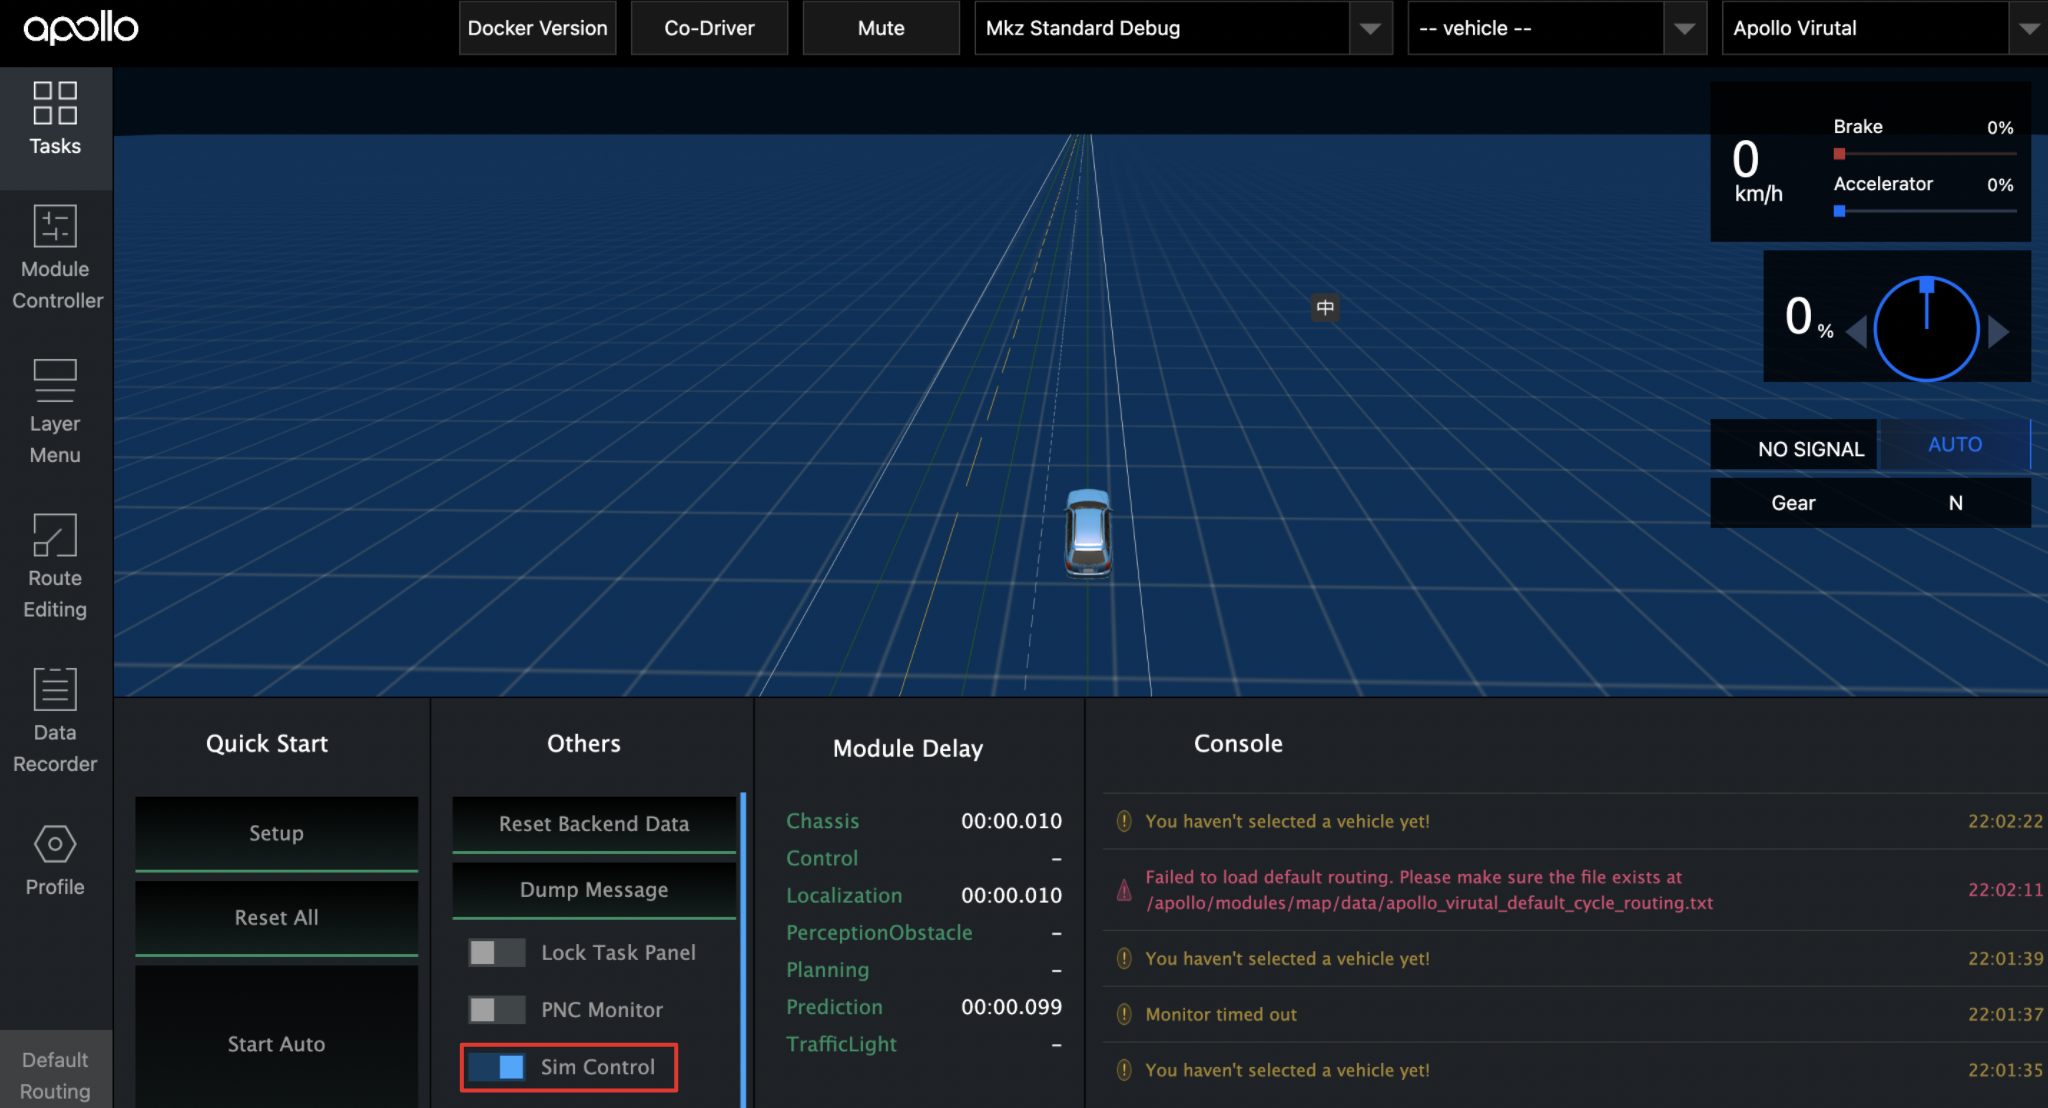 apollo
Docker Version
Co-Driver
Mute
Mkz Standard Debug
-- vehicle --
Apollo Virutal
Tasks
Module
Controller
Layer
Menu
Route
Editing
Data
Recorder
Profile
Default
Routing
中
0
km/h
Brake 0%
Accelerator 0%
0 %
NO SIGNAL
AUTO
Gear N
Quick Start
Setup
Reset All
Start Auto
Others
Reset Backend Data
Dump Message
Lock Task Panel
PNC Monitor
Sim Control
Module Delay
Chassis 00:00.010
Control –
Localization 00:00.010
PerceptionObstacle –
Planning –
Prediction 00:00.099
TrafficLight –
Console
You haven't selected a vehicle yet! 22:02:22
Failed to load default routing. Please make sure the file exists at
/apollo/modules/map/data/apollo_virutal_default_cycle_routing.txt 22:02:11
You haven't selected a vehicle yet! 22:01:39
Monitor timed out 22:01:37
You haven't selected a vehicle yet! 22:01:35